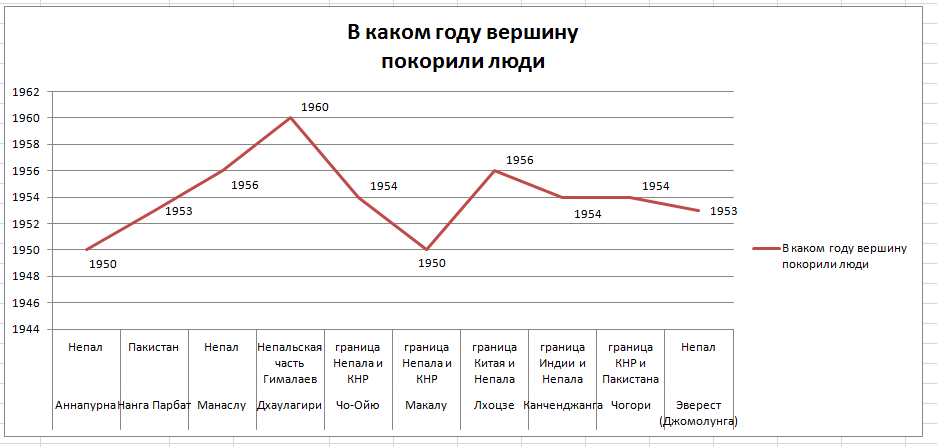 В каком году вершину
покорили люди
1962
1960
1958
1956
1954
1952
1950
1948
1946
1944
1950
1953
1956
1960
1954
1950
1956
1954
1954
1953
Непал
Пакистан
Непал
Непальская
часть
Гималаев
граница
Непала и
КНР
граница
Непала и
КНР
граница
Китая и
Непала
граница
Индии и
Непала
граница
КНР и
Пакистана
Непал
Аннапурна
Нанга Парбат
Манаслу
Дхаулагири
Чо-Ойю
Макалу
Лхоцзе
Канченджанга
Чогори
Эверест
(Джомолунга)
В каком году вершину
покорили люди